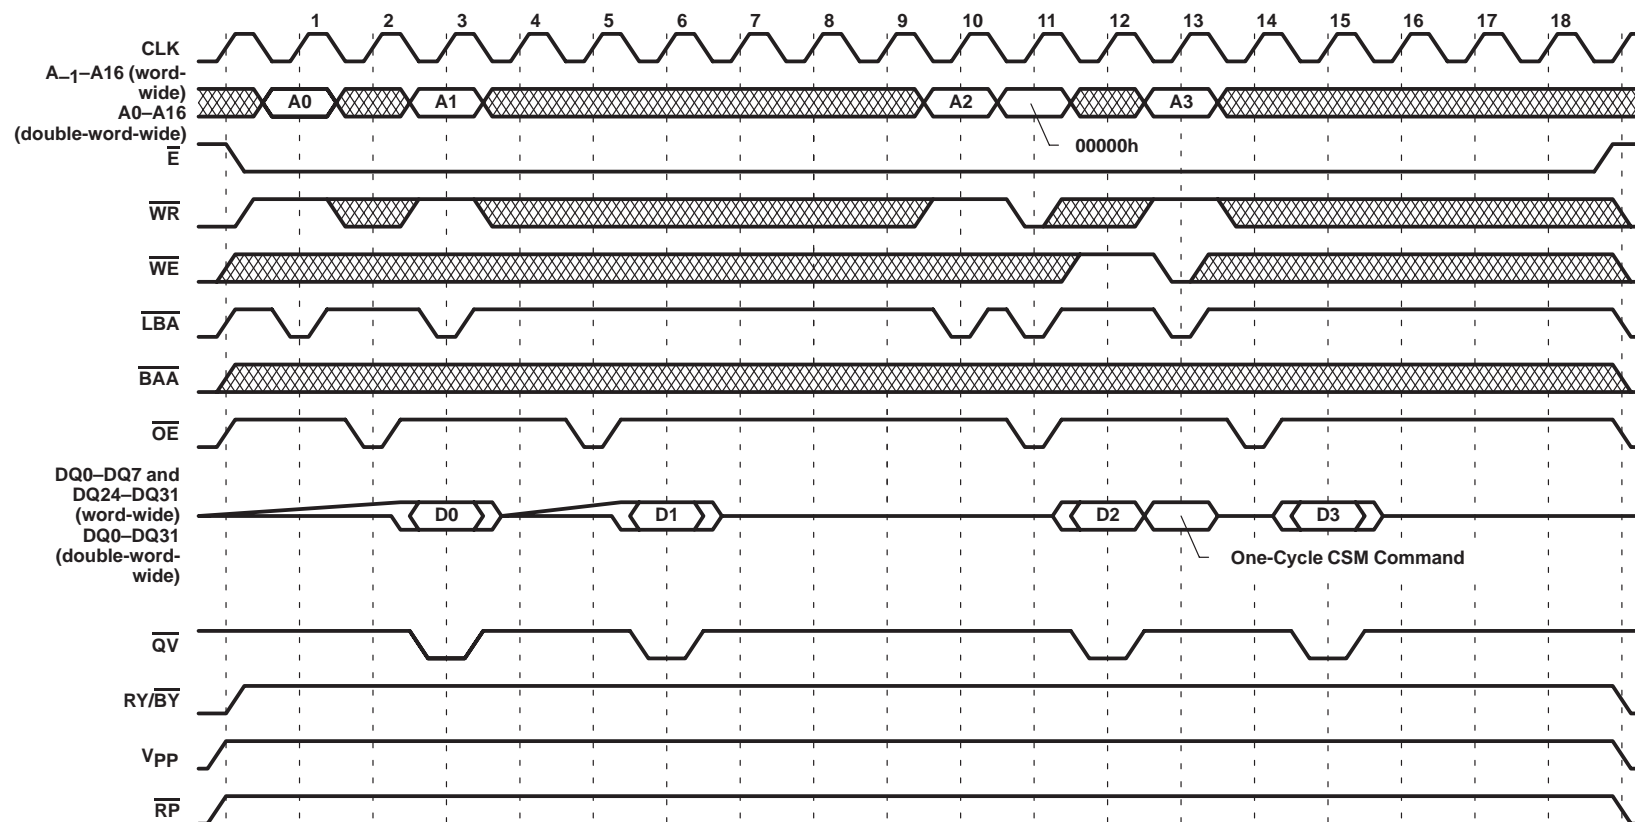 1 2 3 4 5 6 7 8 9 10 11 12 13 14 15 16 17 18
CLK
A–1–A16 (word-
wide)
A0–A16
(double-word-wide)
A0 A1 A2 A3
00000h
E
WR
WE
LBA
BAA
OE
DQ0–DQ7 and
DQ24–DQ31
(word-wide)
DQ0–DQ31
(double-word-
wide)
D0 D1 D2 D3
One-Cycle CSM Command
QV
RY/BY
VPP
RP